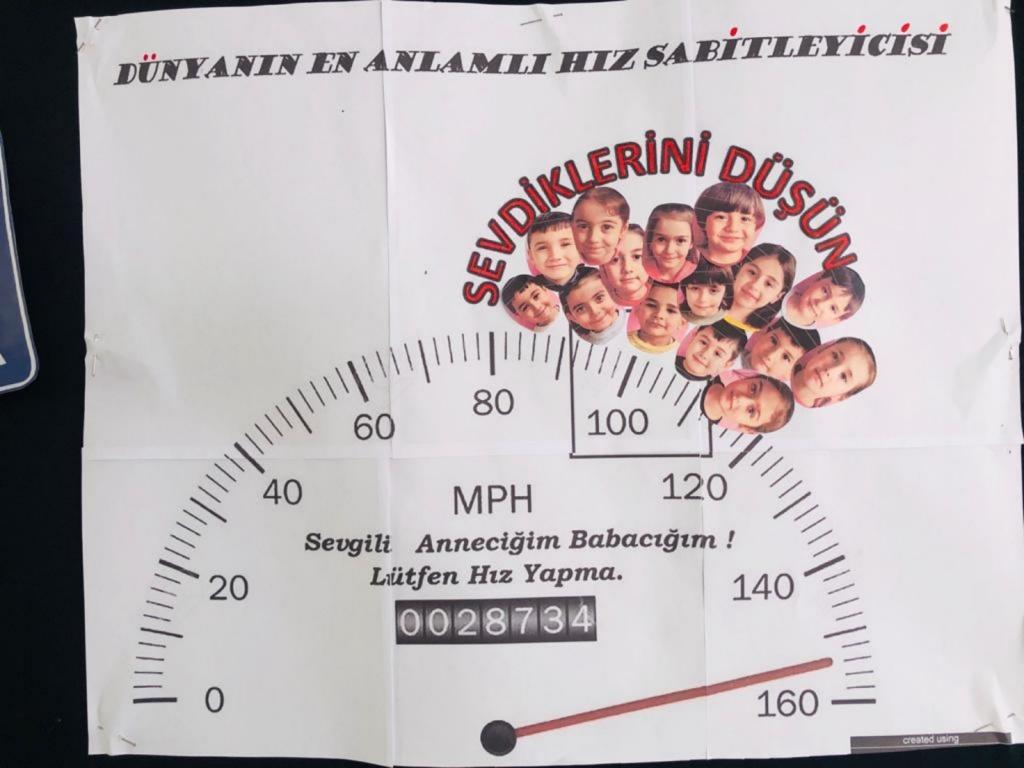 DÜNYANIN EN ANLAMLI HIZ SABİTLEYİCİSİ
SEVDİKLERİNİ DÜŞÜN
80
100
60
40
MPH
120
Sevgili Anneciğim Babacığım !
Lütfen Hız Yapma.
20
140
0028734
0
160
created using